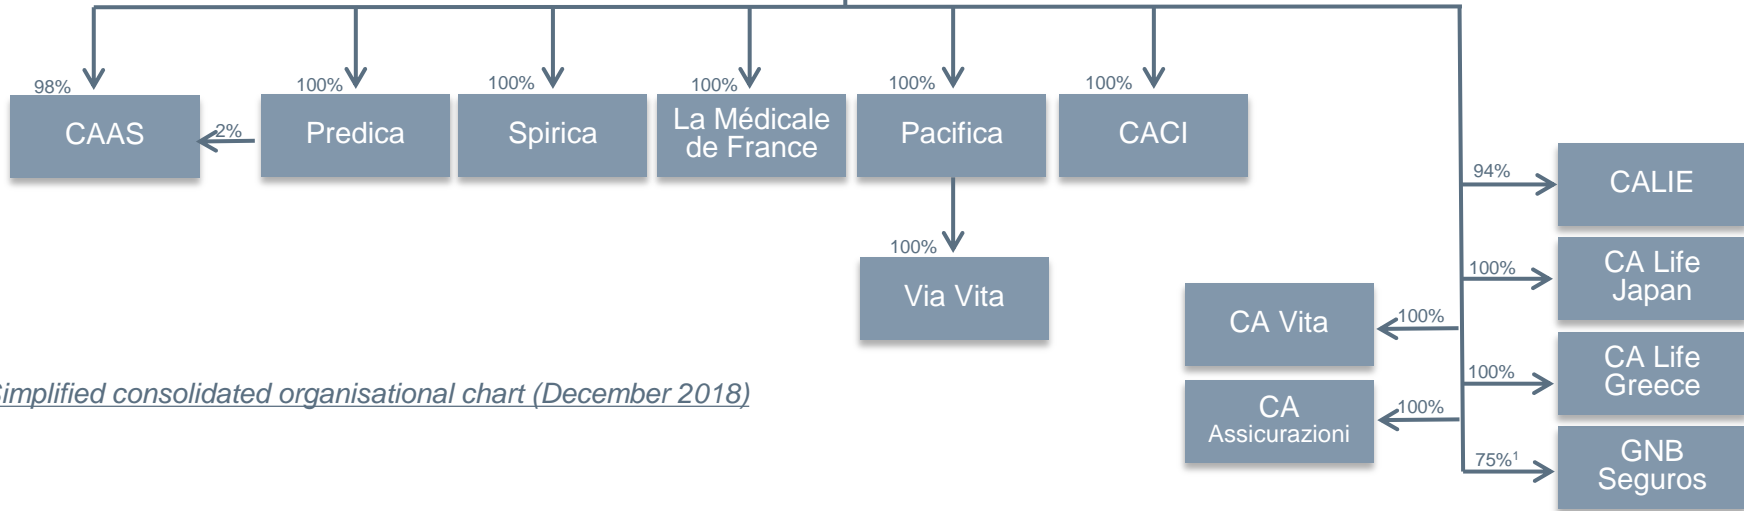 98%
100%
100%
100%
100%
100%
CAAS
2%
Predica
Spirica
La Médicale
de France
Pacifica
CACI
94%
CALIE
100%
Via Vita
100%
CA Life
Japan
CA Vita
100%
100%
CA Life
Greece
Simplified consolidated organisational chart (December 2018)
CA
Assicurazioni
100%
75%¹
GNB
Seguros